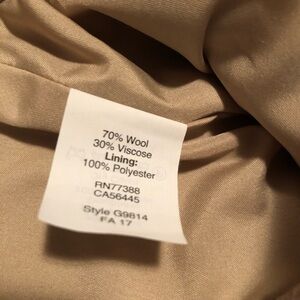 70% Wool
30% Viscose
Lining:
100% Polyester
RN77388
CA56445
Style G9814
FA 17